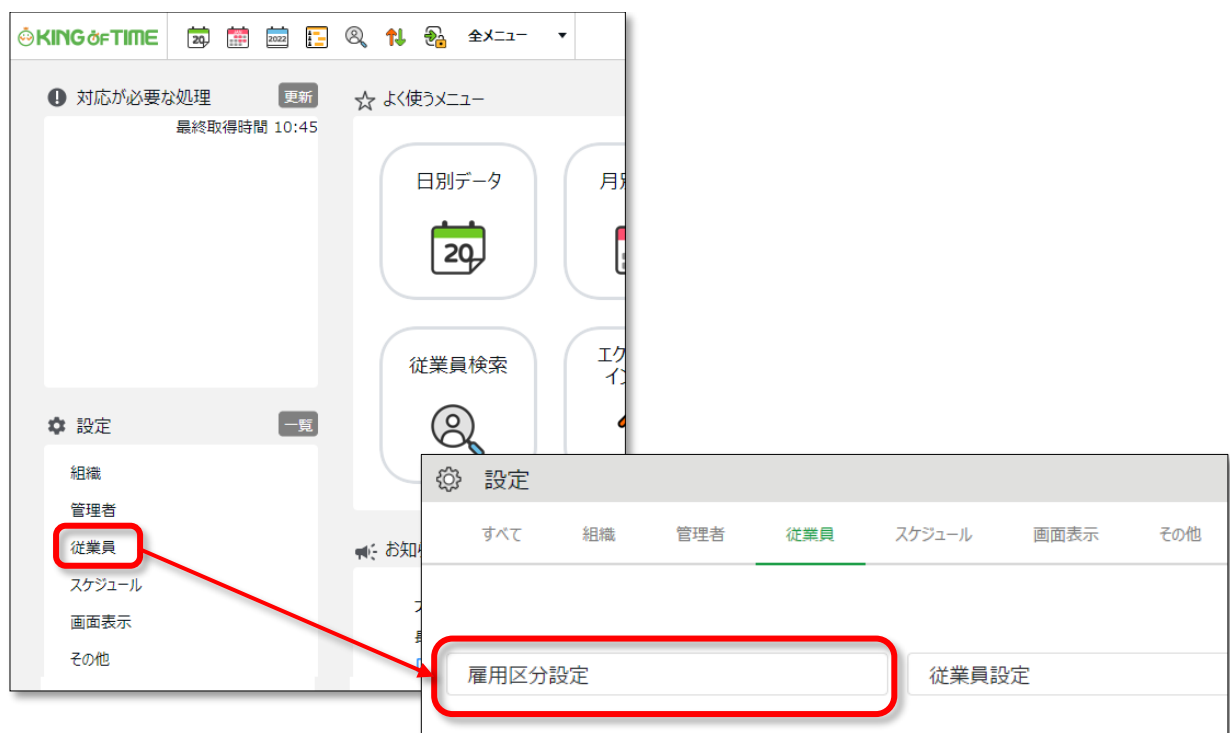 KING OF TIME
20
2022
全メニュー
対応が必要な処理
更新
最終取得時間 10:45
よく使うメニュー
日別データ
20
従業員検索
設定
一覧
組織
管理者
従業員
スケジュール
画面表示
その他
設定
すべて
組織
管理者
従業員
スケジュール
画面表示
その他
雇用区分設定
従業員設定